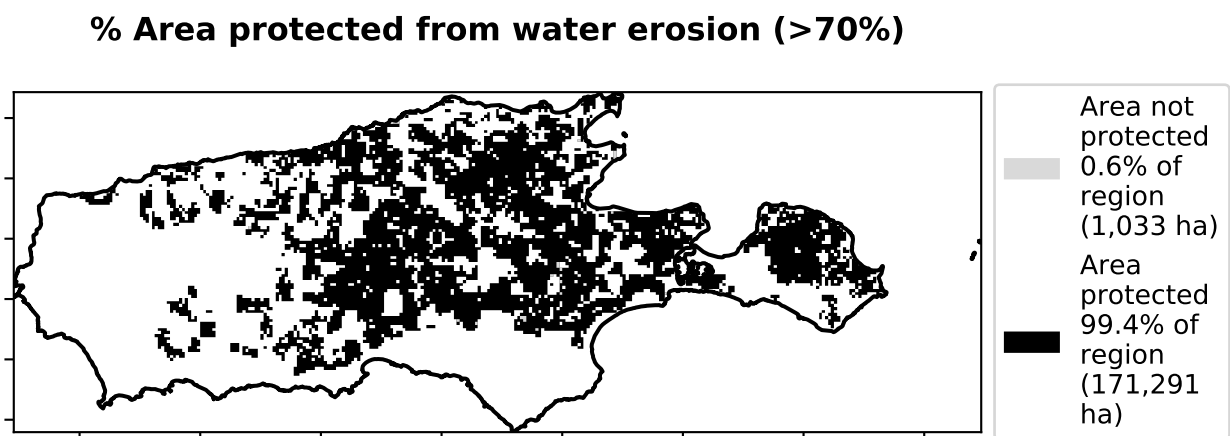 % Area protected from water erosion (>70%)
Area not
protected
0.6% of
region
(1,033 ha)
Area
protected
99.4% of
region
(171,291
ha)